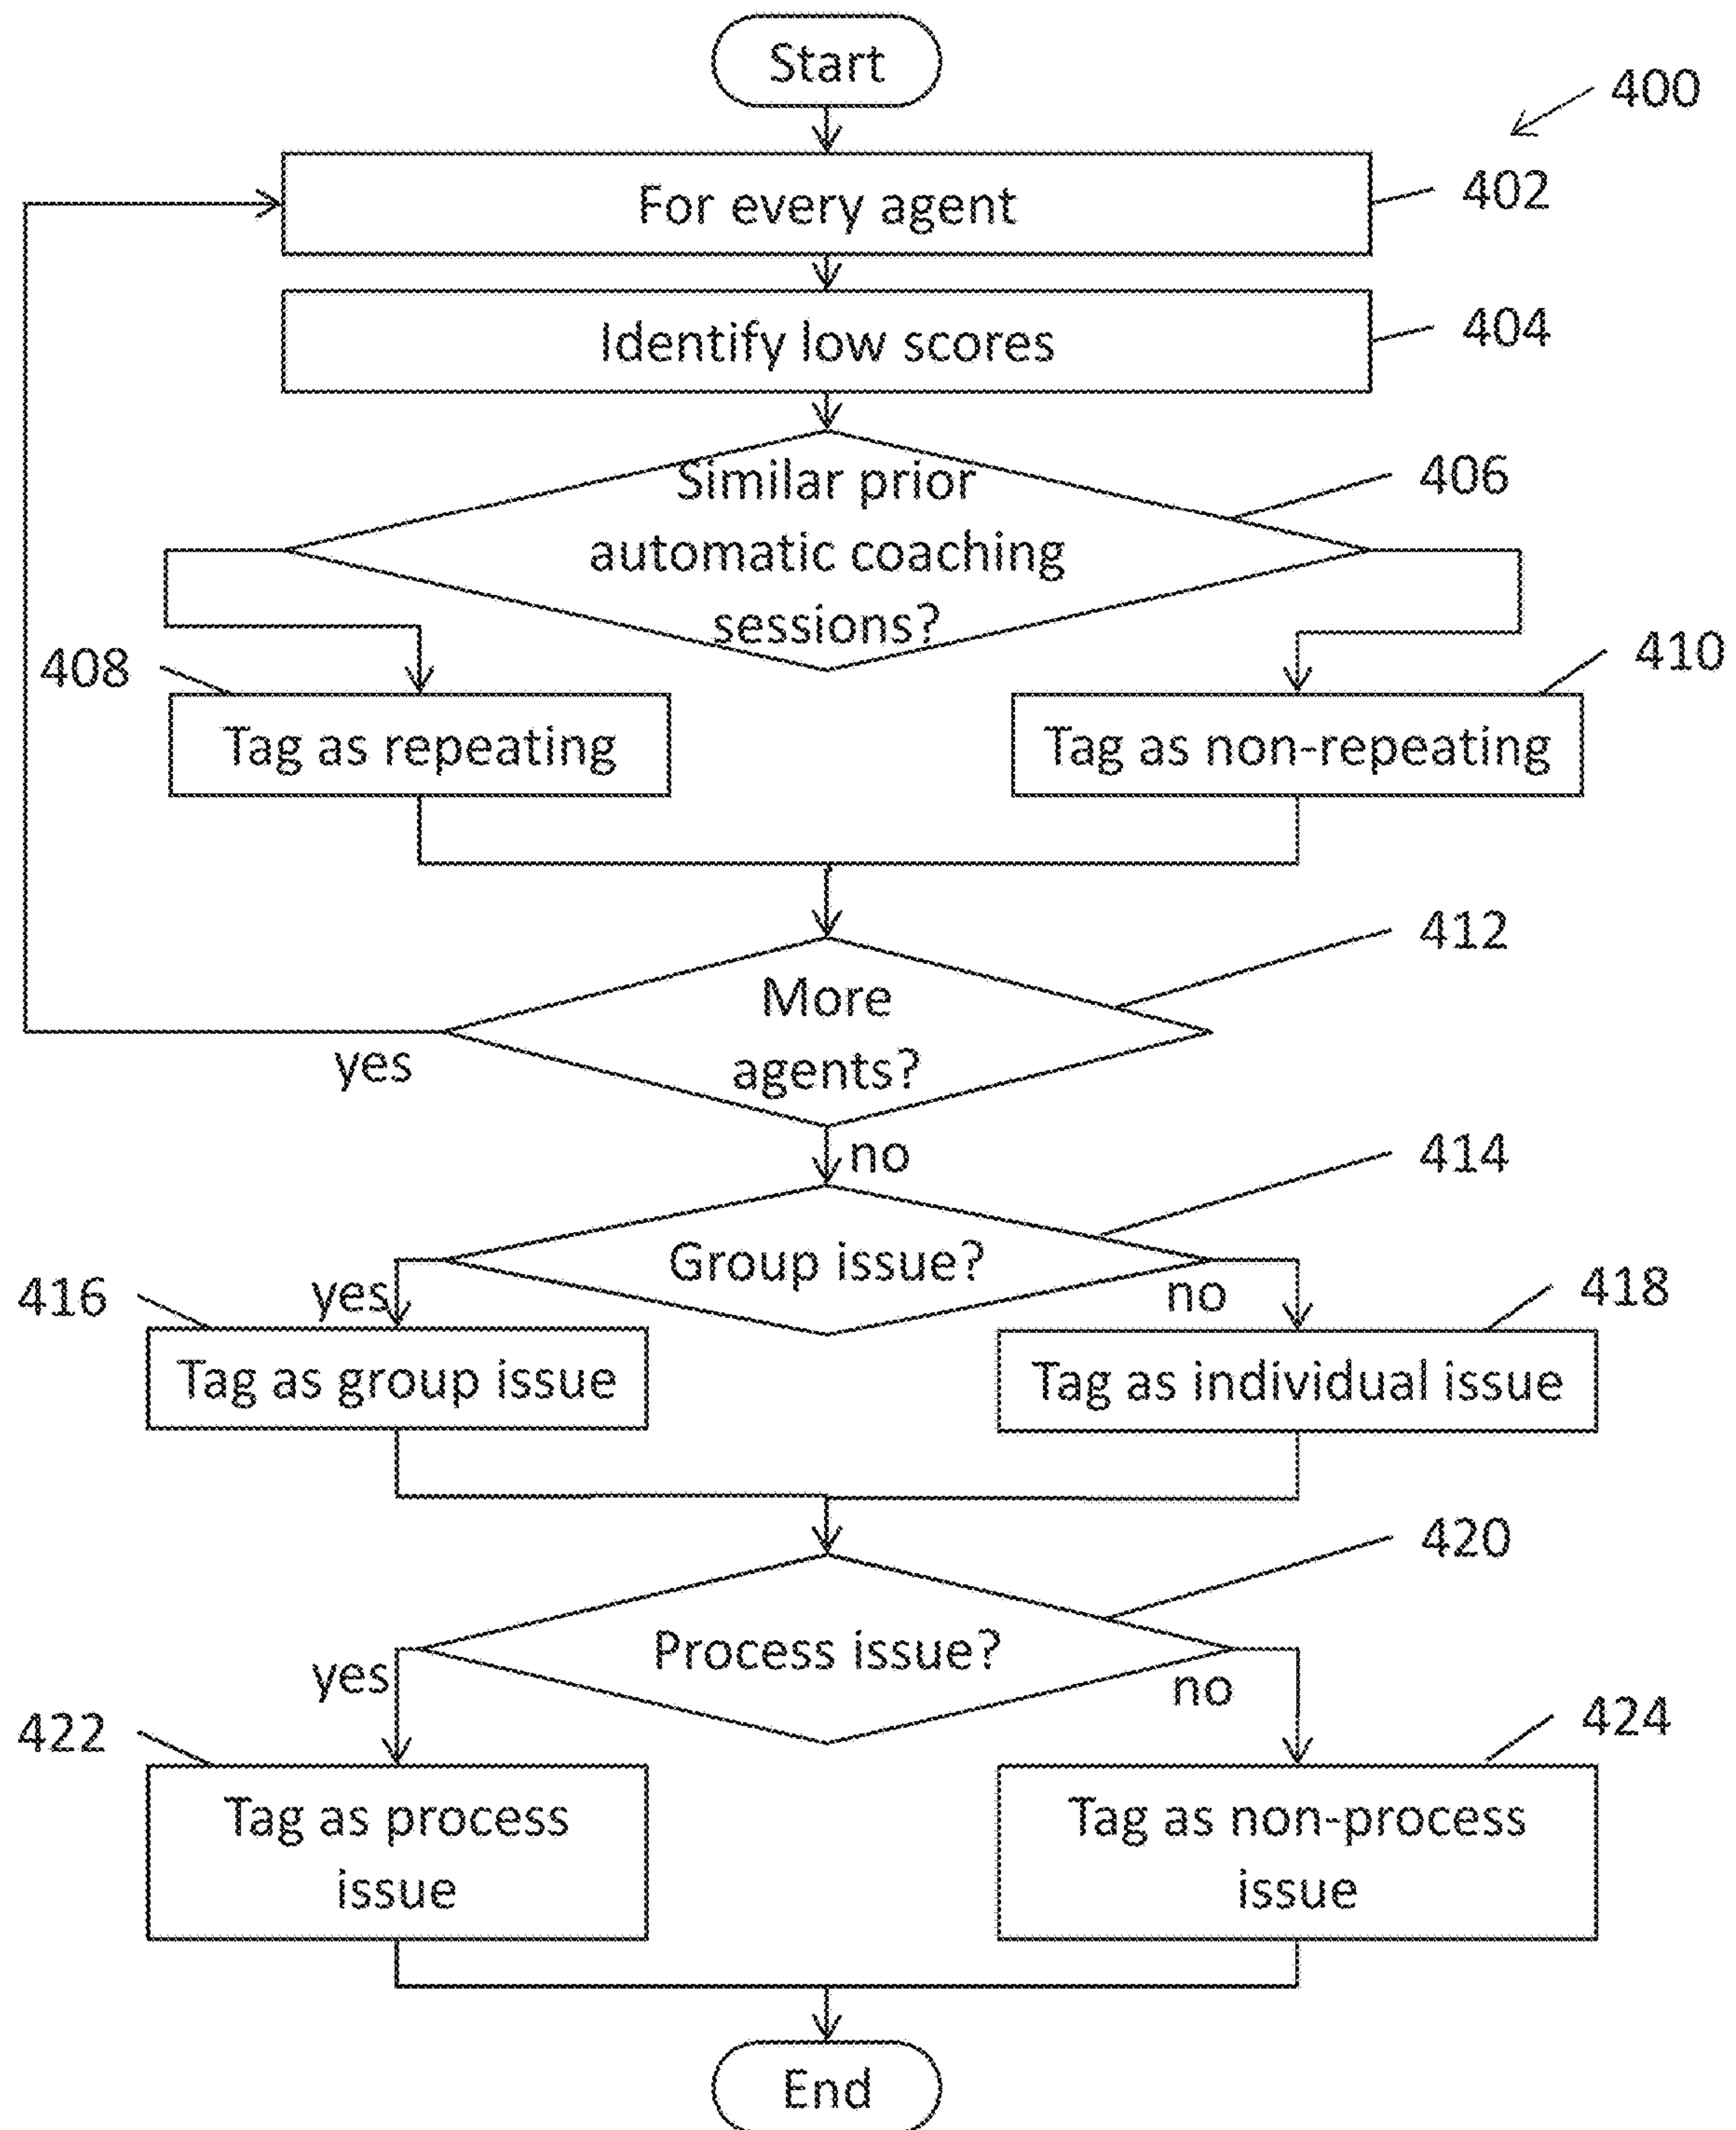 Start
400
For every agent
402
Identify low scores
404
Similar prior
automatic coaching
sessions?
406
408
Tag as repeating
410
Tag as non-repeating
More
agents?
412
yes
no
414
Group issue?
yes
no
416
Tag as group issue
418
Tag as individual issue
420
Process issue?
yes
no
422
Tag as process
issue
424
Tag as non-process
issue
End